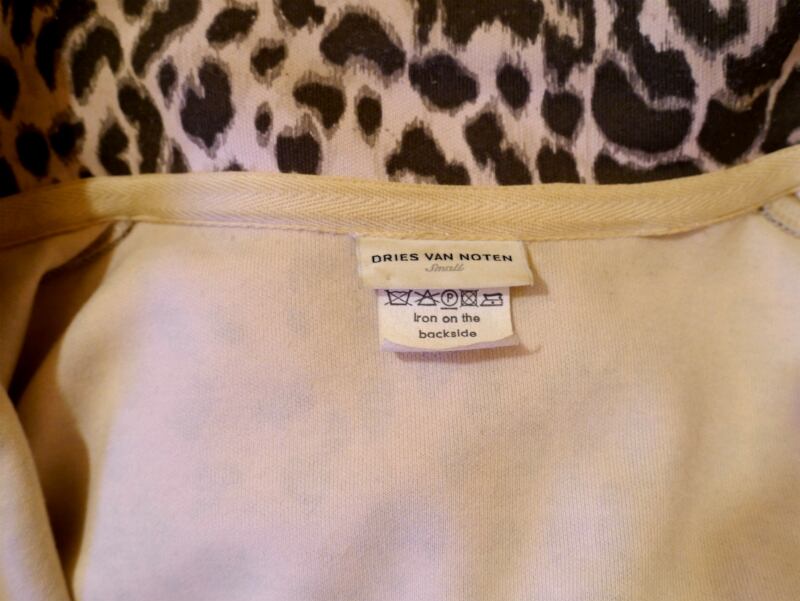 DRIES VAN NOTEN
Small
P
Iron on the
backside